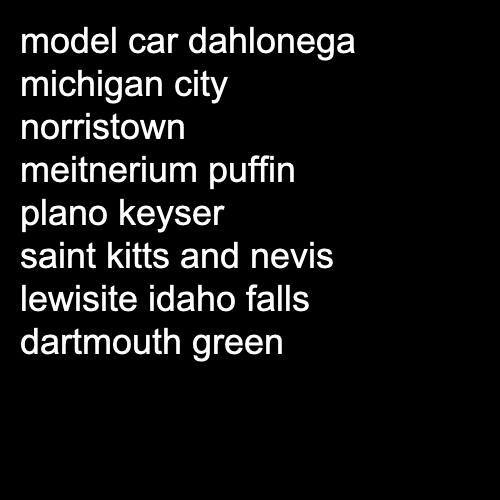 model car dahlonega
michigan city
norristown
meitnerium puffin
plano keyser
saint kitts and nevis
lewisite idaho falls
dartmouth green